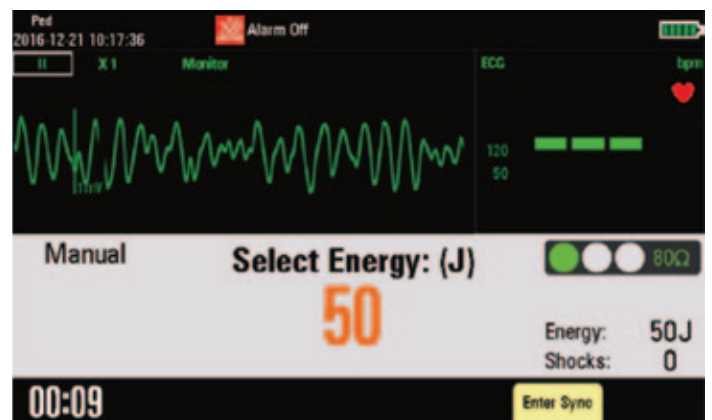 Ped
2016-12-21 10:17:36
Alarm Off
II X1 Monitor ECG bpm
120
50
1mV
Manual
Select Energy: (J)
50
80Ω
Energy: 50J
Shocks: 0
00:09
Enter Sync